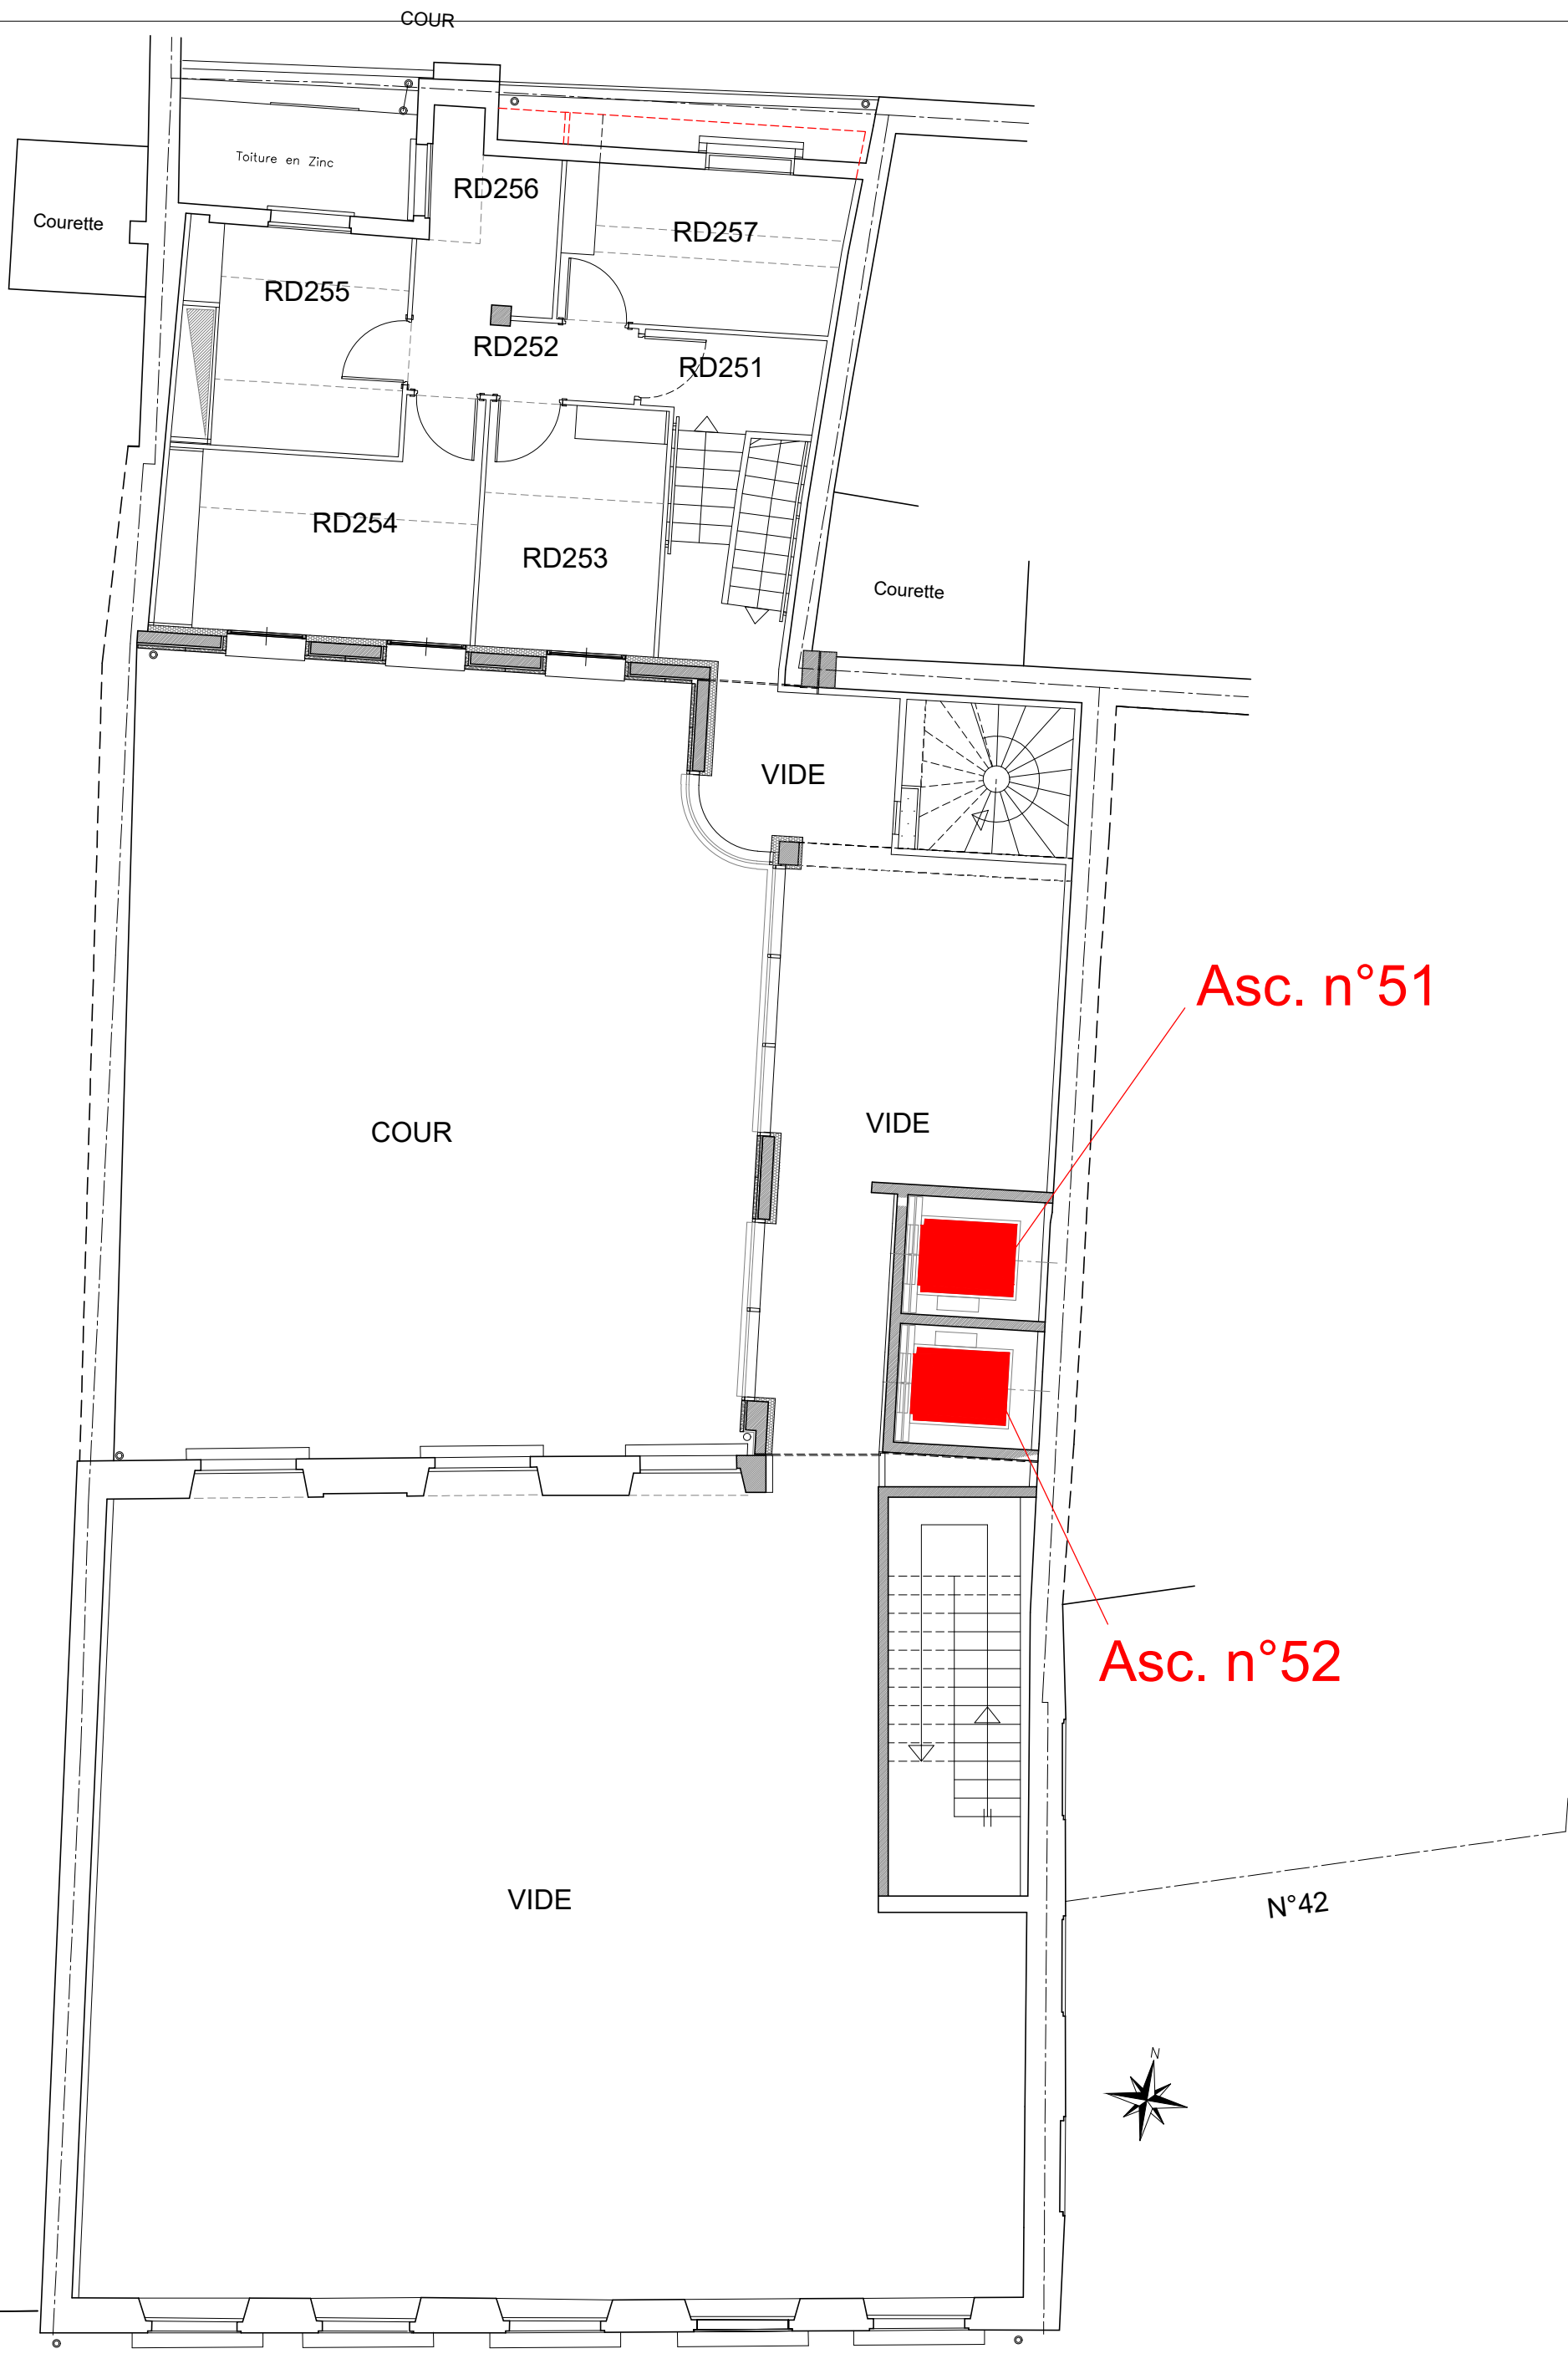 COUR
Toiture en Zinc
Courette
RD256
RD257
RD255
RD252
RD251
RD254
RD253
Courette
VIDE
Asc. n°51
VIDE
COUR
Asc. n°52
VIDE
N°42
N